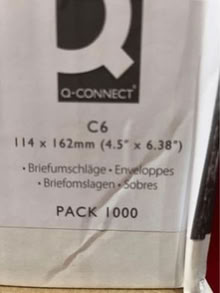 Q-CONNECT®
C6
114 x 162mm (4.5" x 6.38")
• Briefumschläge • Enveloppes
• Briefomslagen • Sobres
PACK 1000